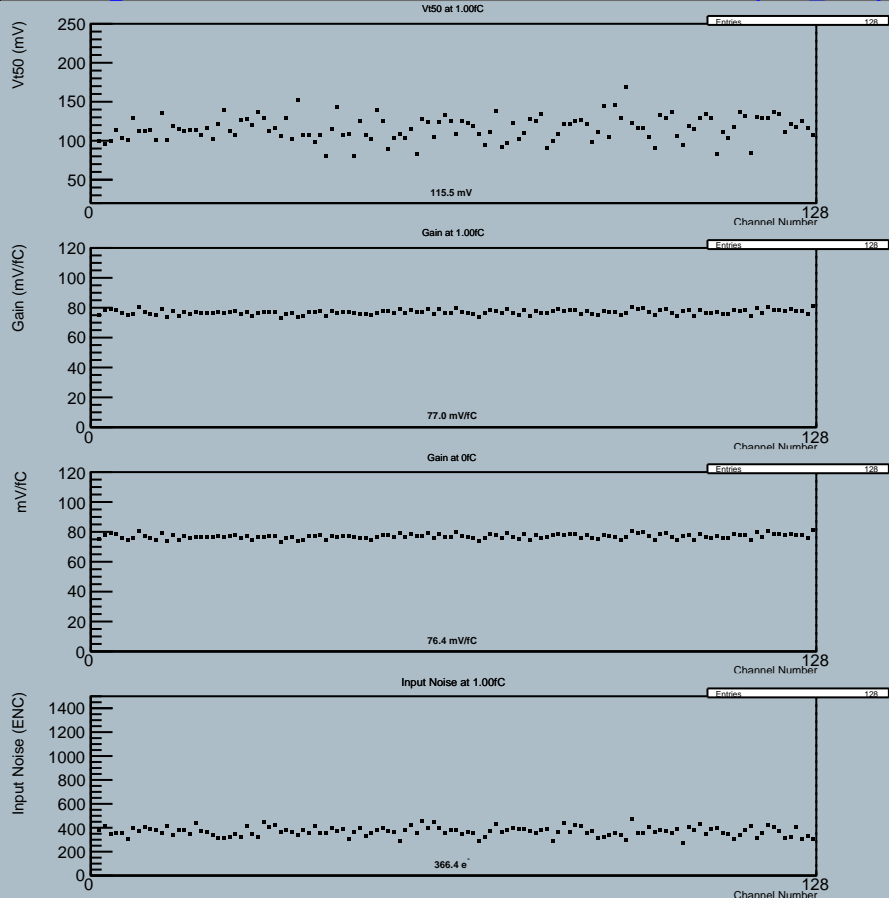 Vt50 at 1.00fC
Entries 128
Vt50 (mV)
250
200
150
100
50
115.5 mV
0
128
Channel Number
Gain at 1.00fC
Entries 128
Gain (mV/fC)
120
100
80
60
40
20
0
77.0 mV/fC
0
128
Channel Number
Gain at 0fC
Entries 128
mV/fC
120
100
80
60
40
20
0
76.4 mV/fC
0
128
Channel Number
Input Noise at 1.00fC
Entries 128
Input Noise (ENC)
1400
1200
1000
800
600
400
200
0
366.4 e⁻
0
128
Channel Number